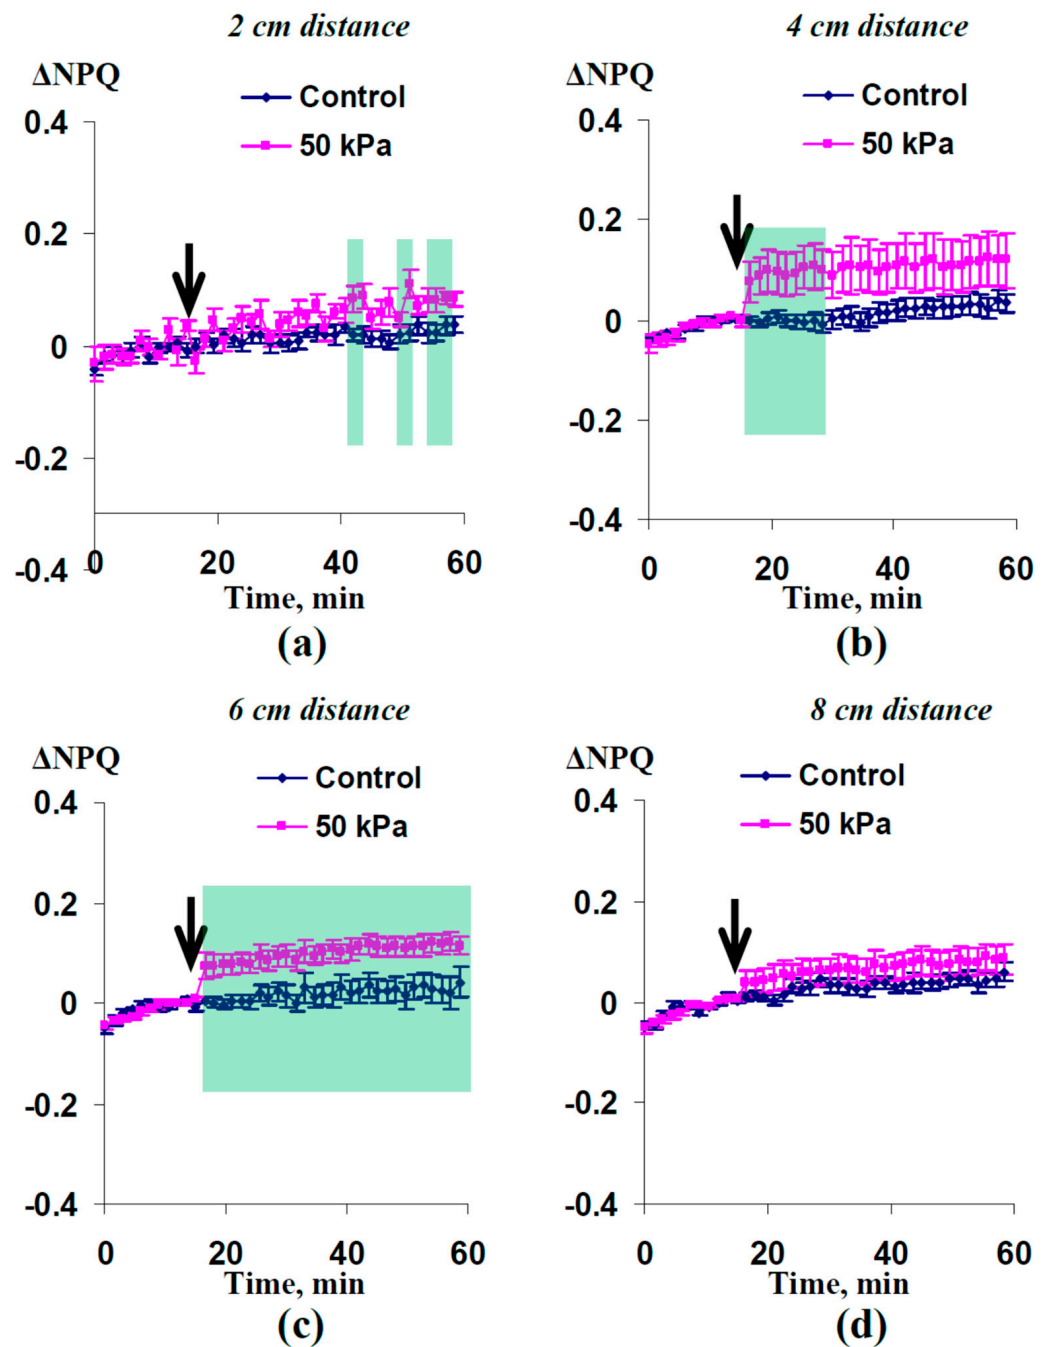 2 cm distance
ΔNPQ
Control
50 kPa
0.4
0.2
0
-0.2
-0.4
0 20 40 60
Time, min
(a)
4 cm distance
ΔNPQ
Control
50 kPa
0.4
0.2
0
-0.2
-0.4
0 20 40 60
Time, min
(b)
6 cm distance
ΔNPQ
Control
50 kPa
0.4
0.2
0
-0.2
-0.4
0 20 40 60
Time, min
(c)
8 cm distance
ΔNPQ
Control
50 kPa
0.4
0.2
0
-0.2
-0.4
0 20 40 60
Time, min
(d)